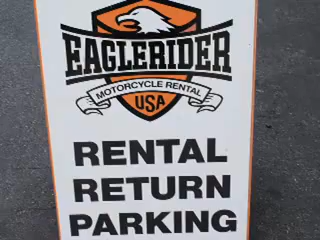 EAGLERIDER
MOTORCYCLE RENTAL
USA
RENTAL
RETURN
PARKING